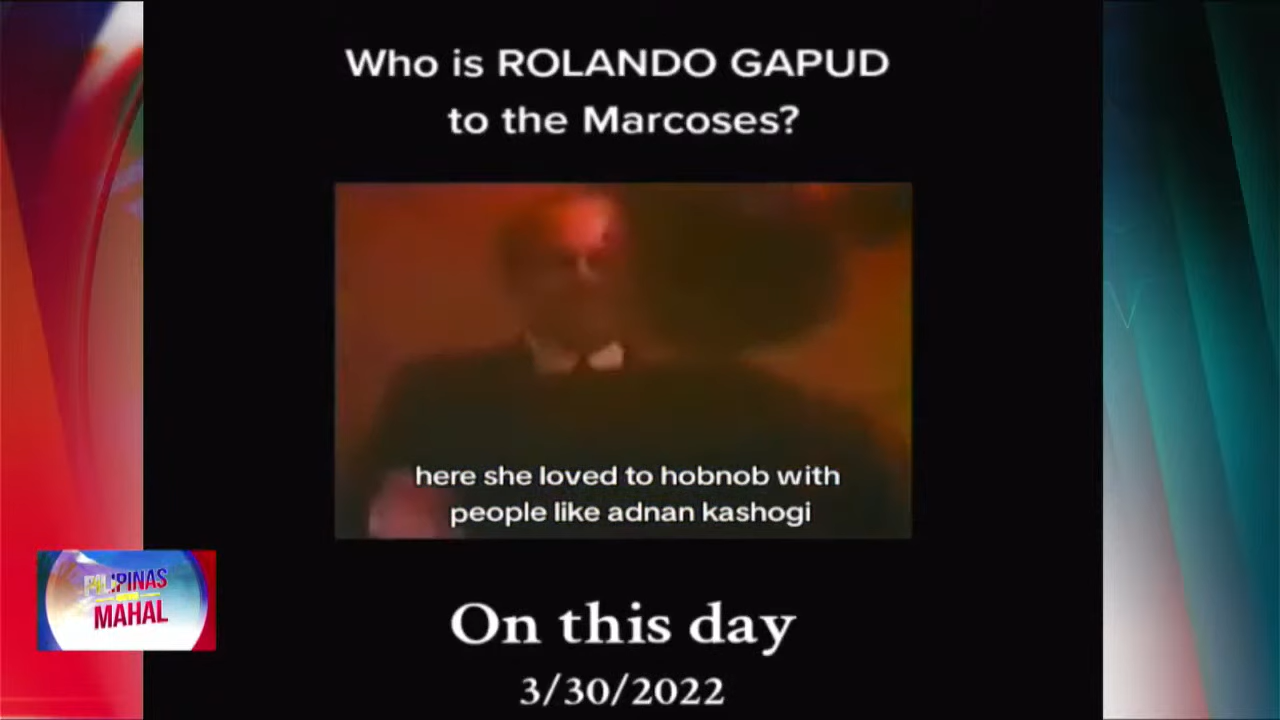 Who is ROLANDO GAPUD
to the Marcoses?
here she loved to hobnob with
people like adnan kashogi
On this day
3/30/2022
PILIPINAS
MAHAL